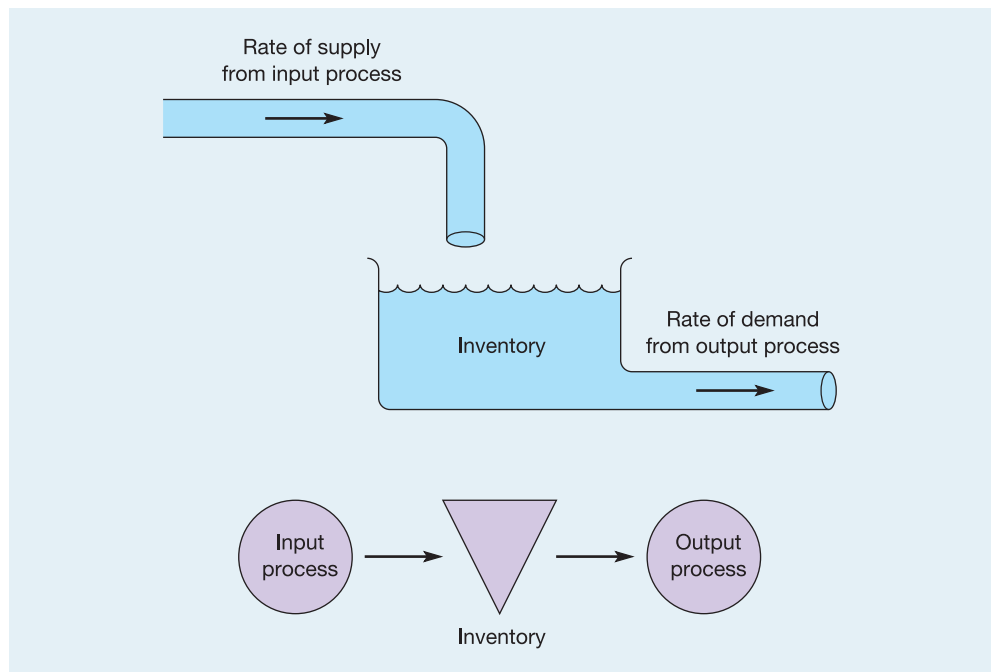 Rate of supply
from input process
Inventory
Rate of demand
from output process
Input
process
Output
process
Inventory